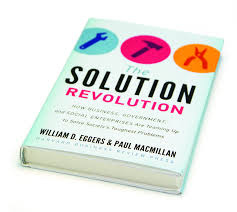 The
SOLUTION
REVOLUTION
HOW BUSINESS, GOVERNMENT,
AND SOCIAL ENTERPRISES ARE Teaming Up
to Solve Society's Toughest Problems
WILLIAM D. EGGERS & PAUL MACMILLAN
HARVARD BUSINESS REVIEW PRESS